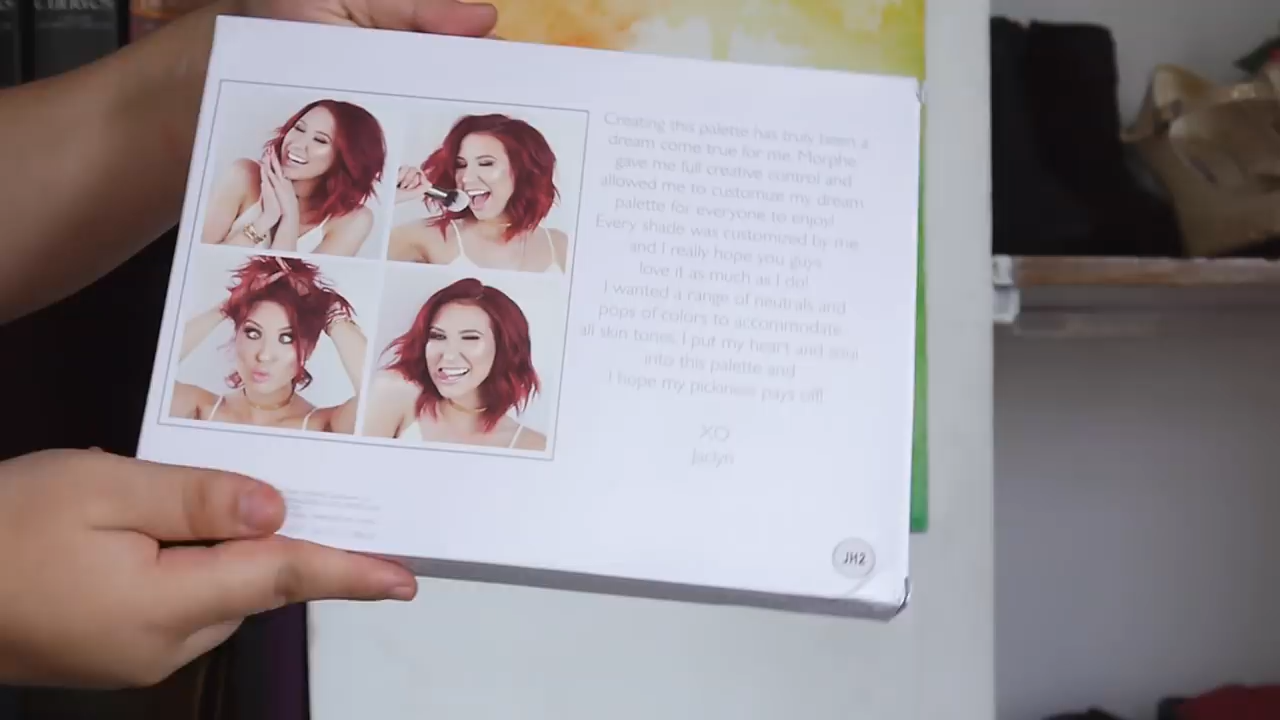 Creating this palette has truly been a
dream come true for me. Morphe
gave me full creative control and
allowed me to customize my dream
palette for everyone to enjoy!
Every shade was customized by me
and I really hope you guys
love it as much as I do!
I wanted a range of neutrals and
pops of colors to accommodate
all skin tones. I put my heart and soul
into this palette and
I hope my pickiness pays off!
XO
Jaclyn
JH2